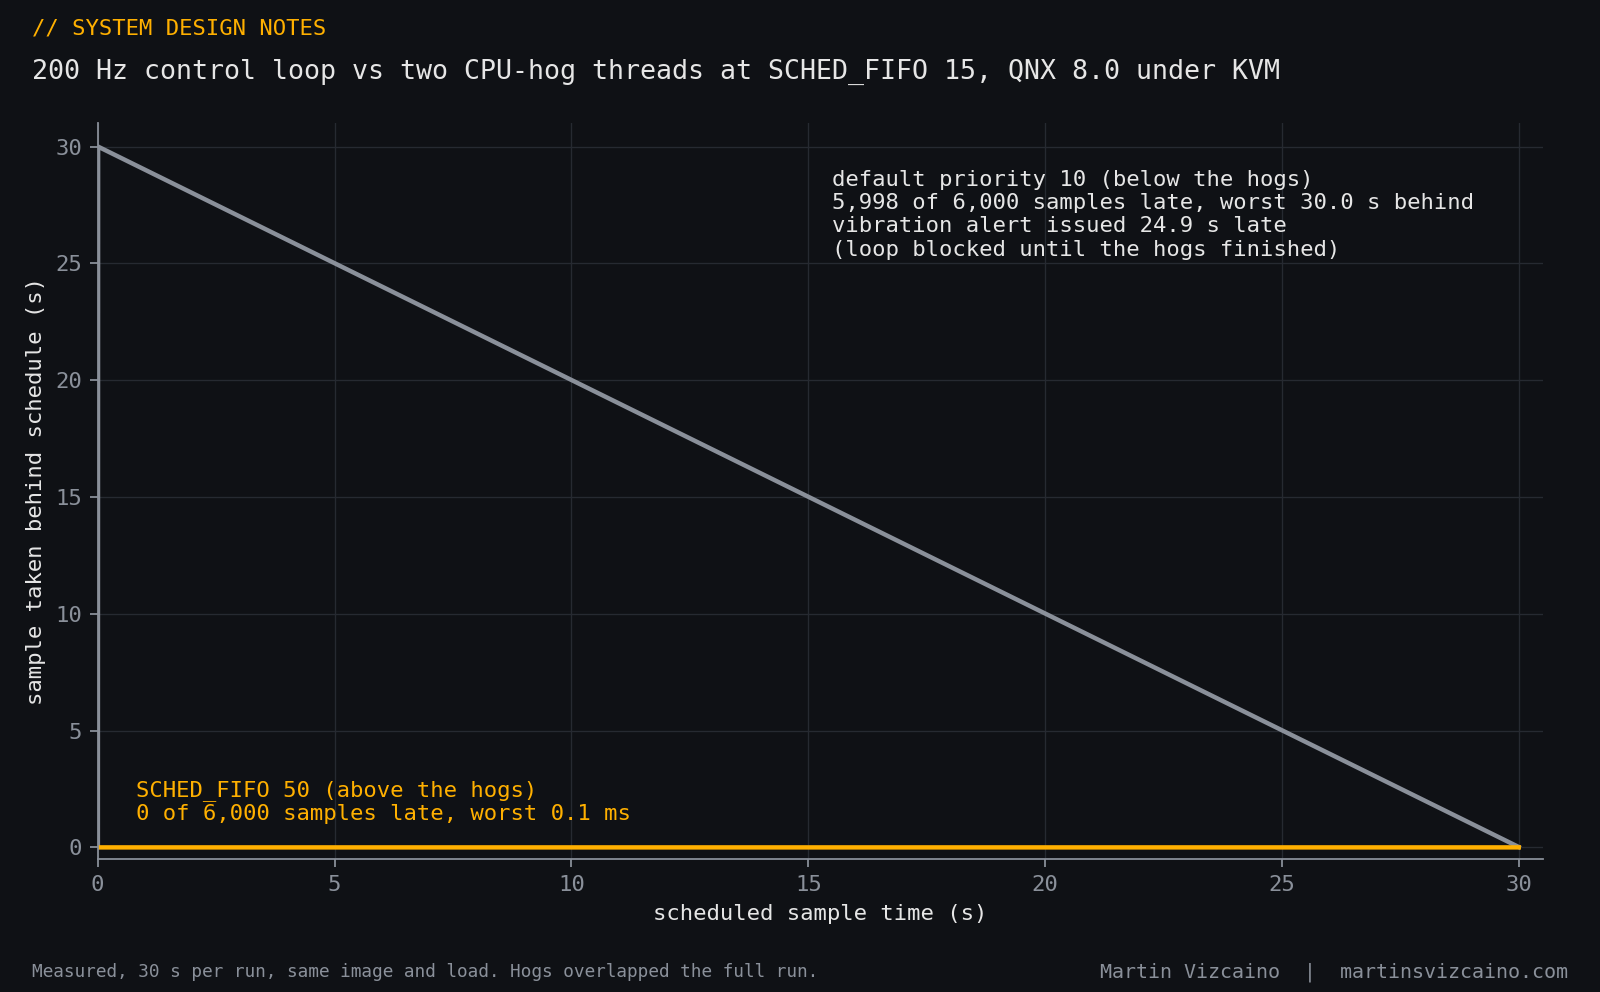 // SYSTEM DESIGN NOTES
200 Hz control loop vs two CPU-hog threads at SCHED_FIFO 15, QNX 8.0 under KVM
sample taken behind schedule (s)
30
25
20
15
10
5
0
default priority 10 (below the hogs)
5,998 of 6,000 samples late, worst 30.0 s behind
vibration alert issued 24.9 s late
(loop blocked until the hogs finished)
SCHED_FIFO 50 (above the hogs)
0 of 6,000 samples late, worst 0.1 ms
0 5 10 15 20 25 30
scheduled sample time (s)
Measured, 30 s per run, same image and load. Hogs overlapped the full run.
Martin Vizcaino | martinsvizcaino.com